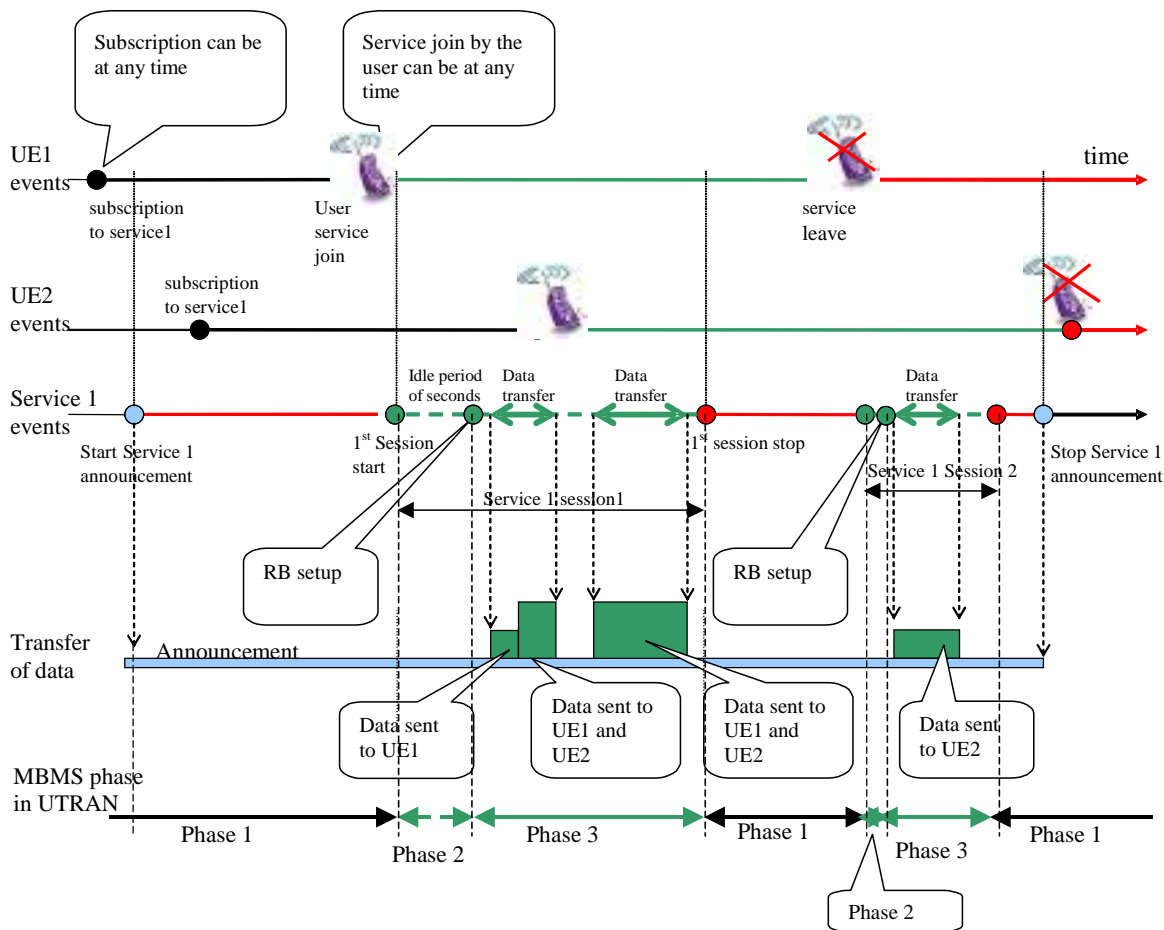 Subscription can be
at any time
Service join by the
user can be at any
time
UE1
events
time
subscription
to service1
User
service
join
service
leave
subscription
to service1
UE2
events
Service 1
events
Idle period
of seconds
Data
transfer
Data
transfer
Data
transfer
Start Service 1
announcement
1st Session
start
1st session stop
Stop Service 1
announcement
Service 1 session1
Service 1 Session 2
RB setup
RB setup
Transfer
of data
Announcement
Data sent
to UE1
Data sent to
UE1 and
UE2
Data sent to
UE1 and
UE2
Data sent
to UE2
MBMS phase
in UTRAN
Phase 1
Phase 2
Phase 3
Phase 1
Phase 3
Phase 1
Phase 2